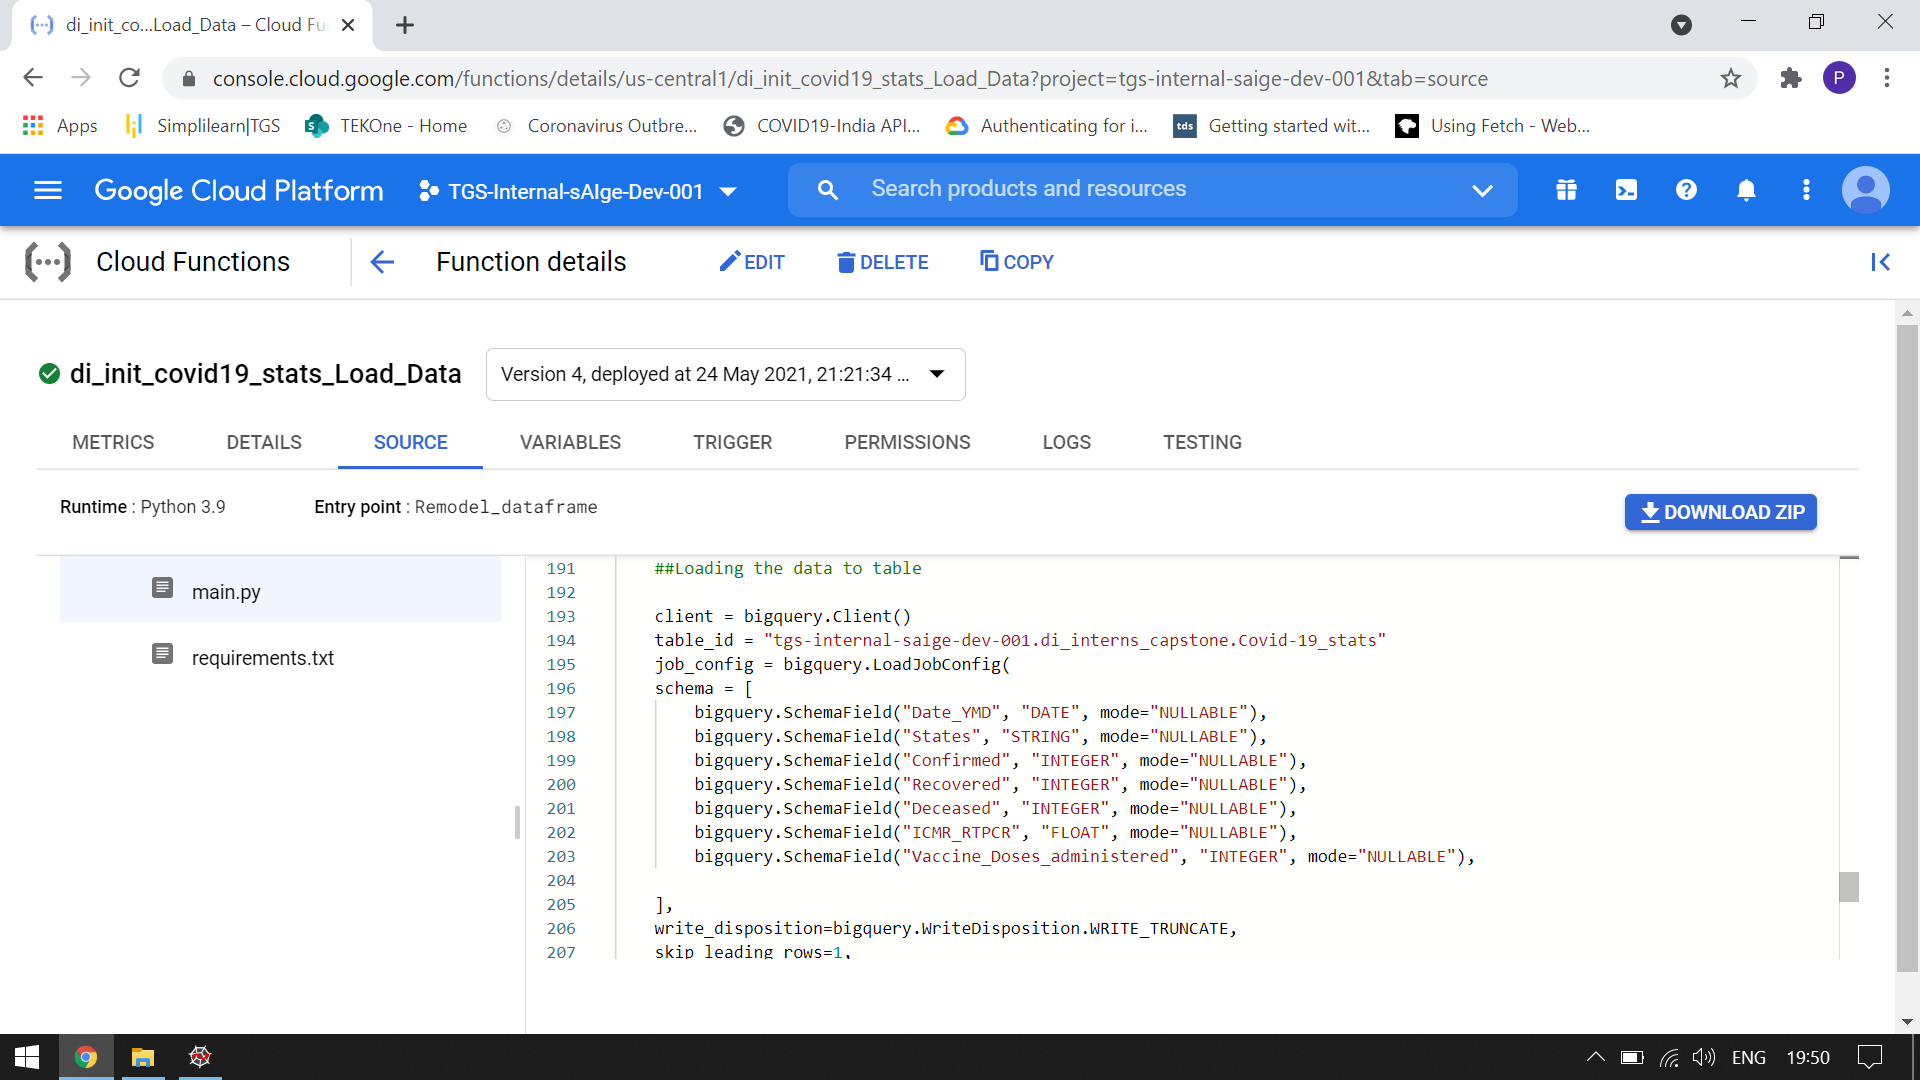 di_init_co...Load_Data – Cloud Fu
console.cloud.google.com/functions/details/us-central1/di_init_covid19_stats_Load_Data?project=tgs-internal-saige-dev-001&tab=source
P
Apps
Simplilearn|TGS
TEKOne - Home
Coronavirus Outbre...
COVID19-India API...
Authenticating for i...
tds
Getting started wit...
Using Fetch - Web...
Google Cloud Platform
TGS-Internal-sAIge-Dev-001
Search products and resources
Cloud Functions
Function details
EDIT
DELETE
COPY
di_init_covid19_stats_Load_Data
Version 4, deployed at 24 May 2021, 21:21:34 ...
METRICS
DETAILS
SOURCE
VARIABLES
TRIGGER
PERMISSIONS
LOGS
TESTING
Runtime : Python 3.9
Entry point : Remodel_dataframe
DOWNLOAD ZIP
main.py
requirements.txt
191 ##Loading the data to table
192
193 client = bigquery.Client()
194 table_id = "tgs-internal-saige-dev-001.di_interns_capstone.Covid-19_stats"
195 job_config = bigquery.LoadJobConfig(
196 schema = [
197 bigquery.SchemaField("Date_YMD", "DATE", mode="NULLABLE"),
198 bigquery.SchemaField("States", "STRING", mode="NULLABLE"),
199 bigquery.SchemaField("Confirmed", "INTEGER", mode="NULLABLE"),
200 bigquery.SchemaField("Recovered", "INTEGER", mode="NULLABLE"),
201 bigquery.SchemaField("Deceased", "INTEGER", mode="NULLABLE"),
202 bigquery.SchemaField("ICMR_RTPCR", "FLOAT", mode="NULLABLE"),
203 bigquery.SchemaField("Vaccine_Doses_administered", "INTEGER", mode="NULLABLE"),
204
205 ],
206 write_disposition=bigquery.WriteDisposition.WRITE_TRUNCATE,
207 skip_leading_rows=1,
ENG
19:50